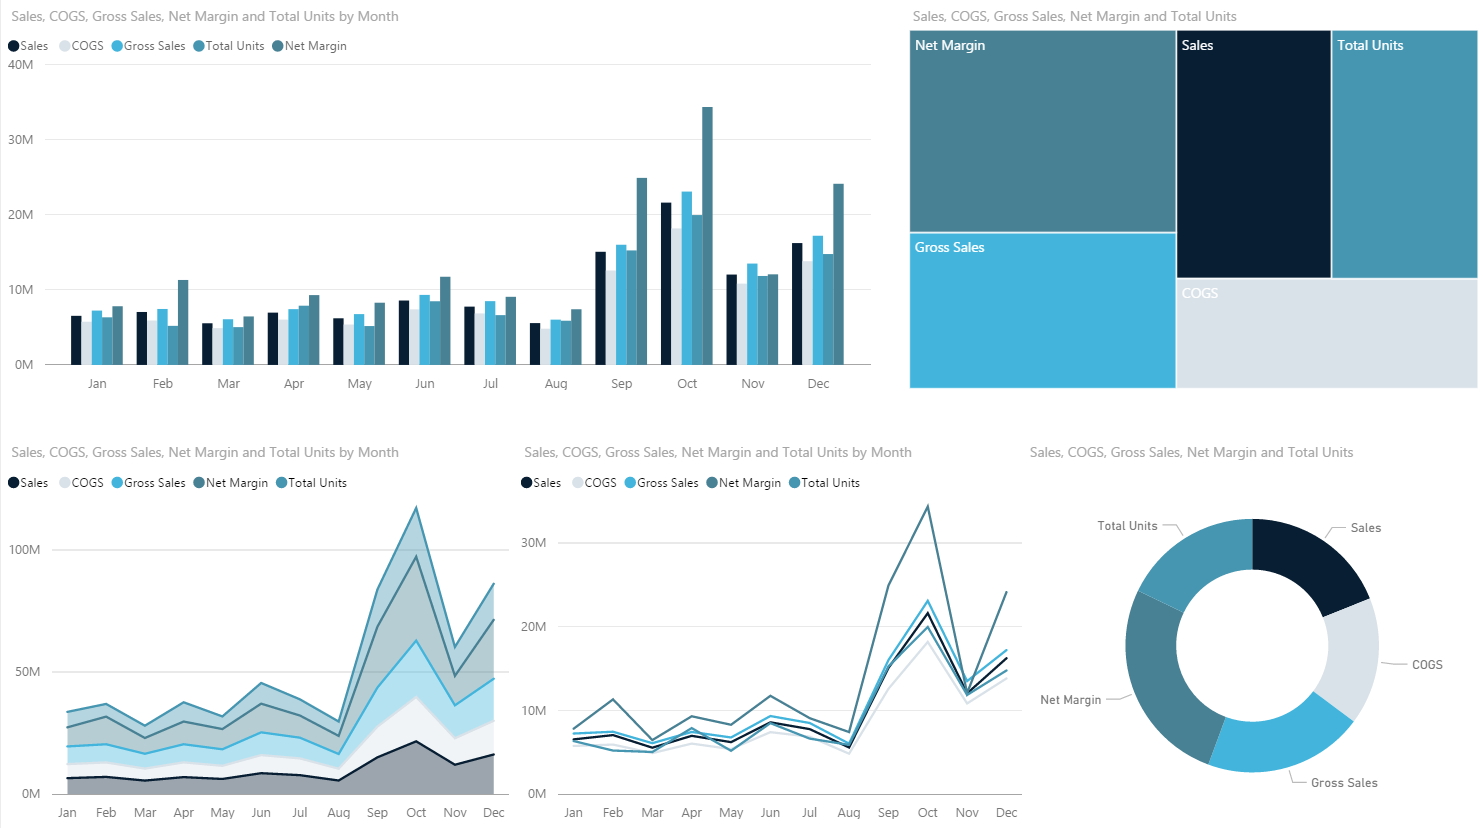 Sales, COGS, Gross Sales, Net Margin and Total Units by Month
Sales COGS Gross Sales Total Units Net Margin
40M
30M
20M
10M
0M
Jan Feb Mar Apr May Jun Jul Aug Sep Oct Nov Dec
Sales, COGS, Gross Sales, Net Margin and Total Units
Net Margin
Sales
Total Units
Gross Sales
COGS
Sales, COGS, Gross Sales, Net Margin and Total Units by Month
Sales COGS Gross Sales Net Margin Total Units
100M
50M
0M
Jan Feb Mar Apr May Jun Jul Aug Sep Oct Nov Dec
Sales, COGS, Gross Sales, Net Margin and Total Units by Month
Sales COGS Gross Sales Net Margin Total Units
30M
20M
10M
0M
Jan Feb Mar Apr May Jun Jul Aug Sep Oct Nov Dec
Sales, COGS, Gross Sales, Net Margin and Total Units
Total Units
Sales
COGS
Net Margin
Gross Sales